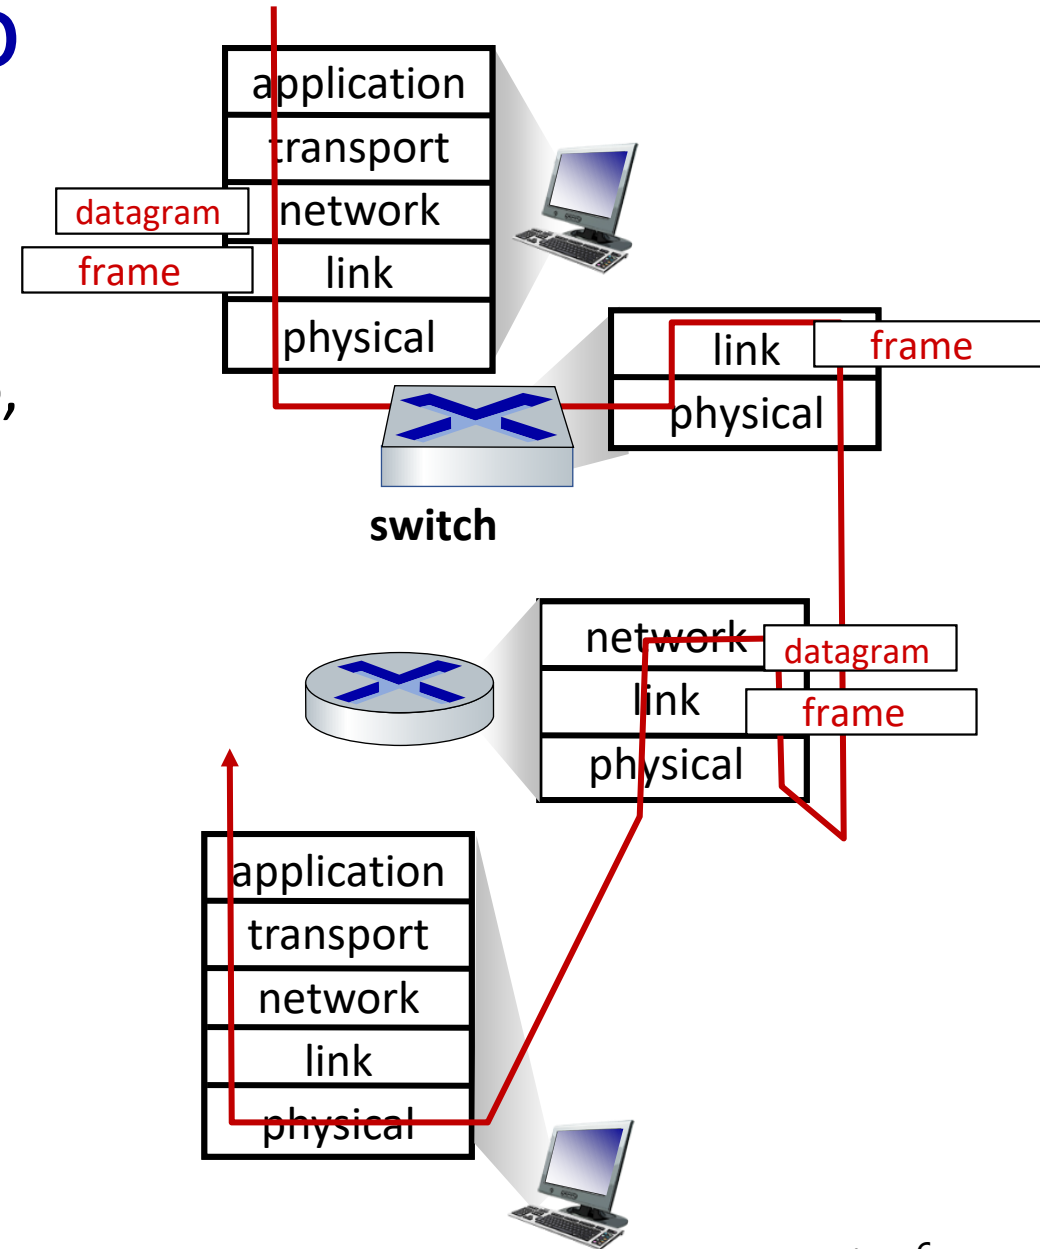 application
transport
datagram
network
frame
link
physical
link
frame
physical
switch
network
datagram
link
frame
physical
application
transport
network
link
physical